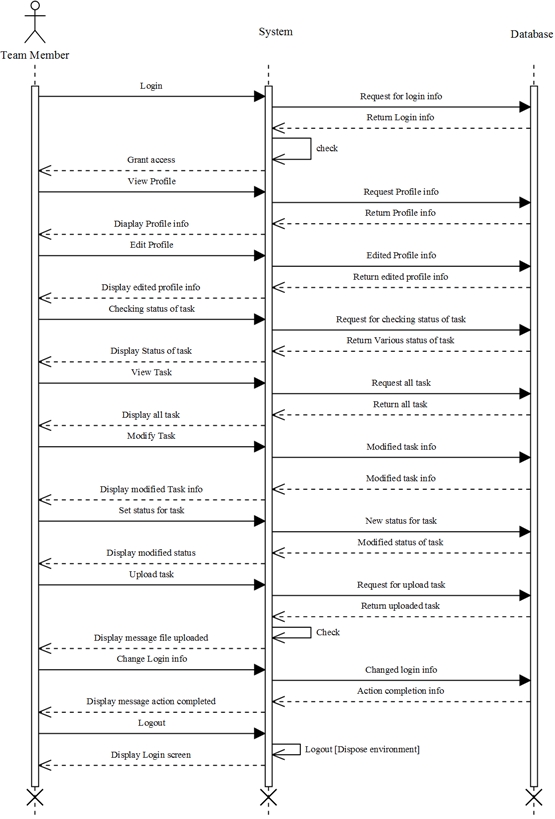 System
Database
Team Member
Login
Request for login info
Return Login info
check
Grant access
View Profile
Request Profile info
Return Profile info
Diaplay Profile info
Edit Profile
Edited Profile info
Return edited profile info
Display edited profile info
Checking status of task
Request for checking status of task
Return Various status of task
Display Status of task
View Task
Request all task
Return all task
Display all task
Modify Task
Modified task info
Modified task info
Display modified Task info
Set status for task
New status for task
Modified status of task
Display modified status
Upload task
Request for upload task
Return uploaded task
Check
Display message file uploaded
Change Login info
Changed login info
Action completion info
Display message action completed
Logout
Logout [Dispose environment]
Display Login screen